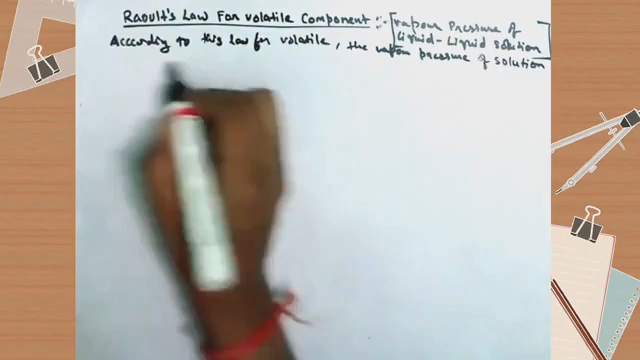 Raoult's Law For Volatile Component :- [vapour Pressure of
Liquid-Liquid solution]
According to this law for volatile, the vapour pressure of solution